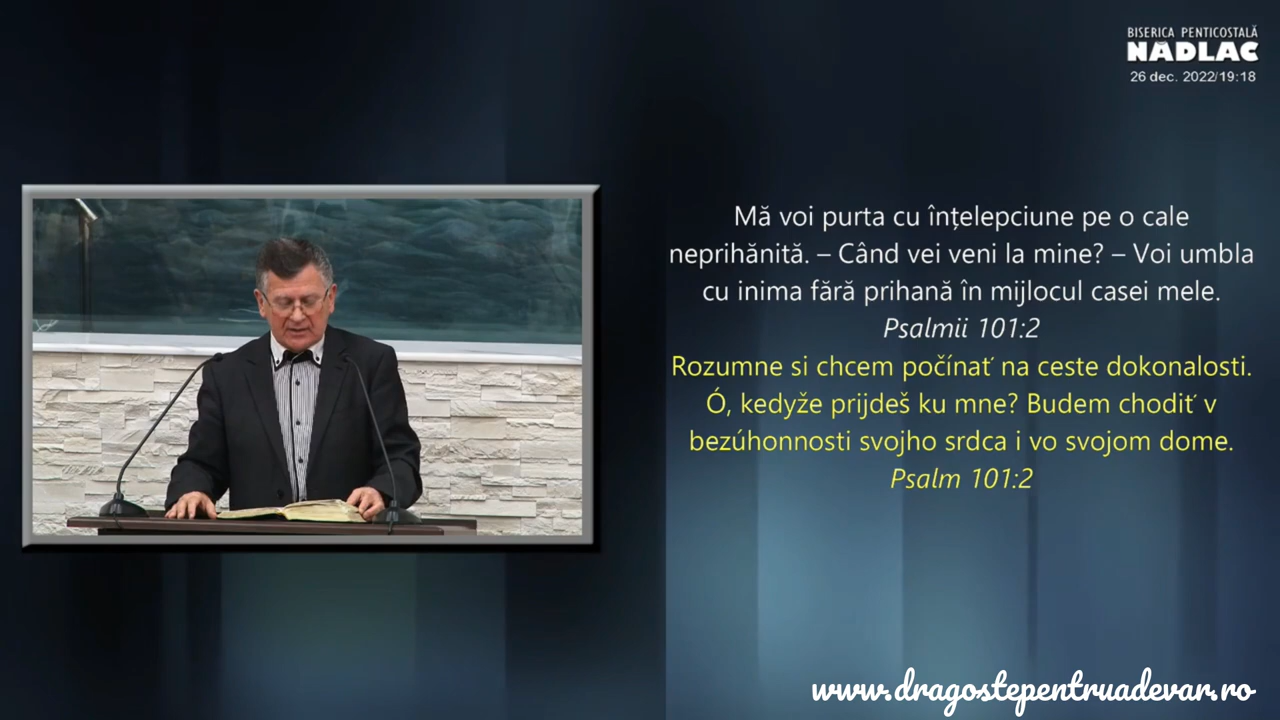 BISERICA PENTICOSTALĂ
NĂDLAC
26 dec. 2022/19:18
Mă voi purta cu înțelepciune pe o cale
neprihănită. – Când vei veni la mine? – Voi umbla
cu inima fără prihană în mijlocul casei mele.
Psalmii 101:2
Rozumne si chcem počínať na ceste dokonalosti.
Ó, kedyže prijdeš ku mne? Budem chodiť v
bezúhonnosti svojho srdca i vo svojom dome.
Psalm 101:2
www.dragostepentruadevar.ro